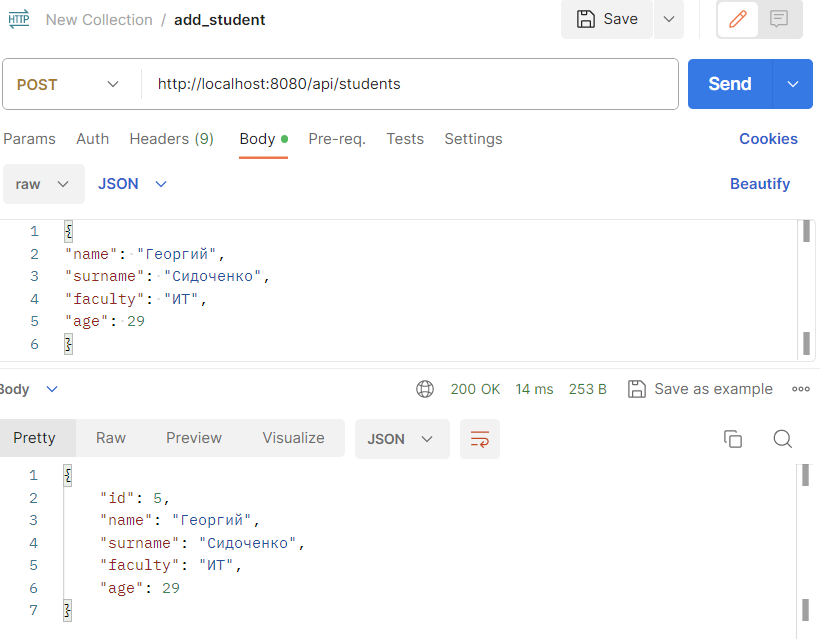 HTTP New Collection / add_student Save
POST http://localhost:8080/api/students Send
Params Auth Headers (9) Body Pre-req. Tests Settings Cookies
raw JSON Beautify
1 {
2 "name": "Георгий",
3 "surname": "Сидоченко",
4 "faculty": "ИТ",
5 "age": 29
6 }
Body 200 OK 14 ms 253 B Save as example
Pretty Raw Preview Visualize JSON
1 {
2 "id": 5,
3 "name": "Георгий",
4 "surname": "Сидоченко",
5 "faculty": "ИТ",
6 "age": 29
7 }